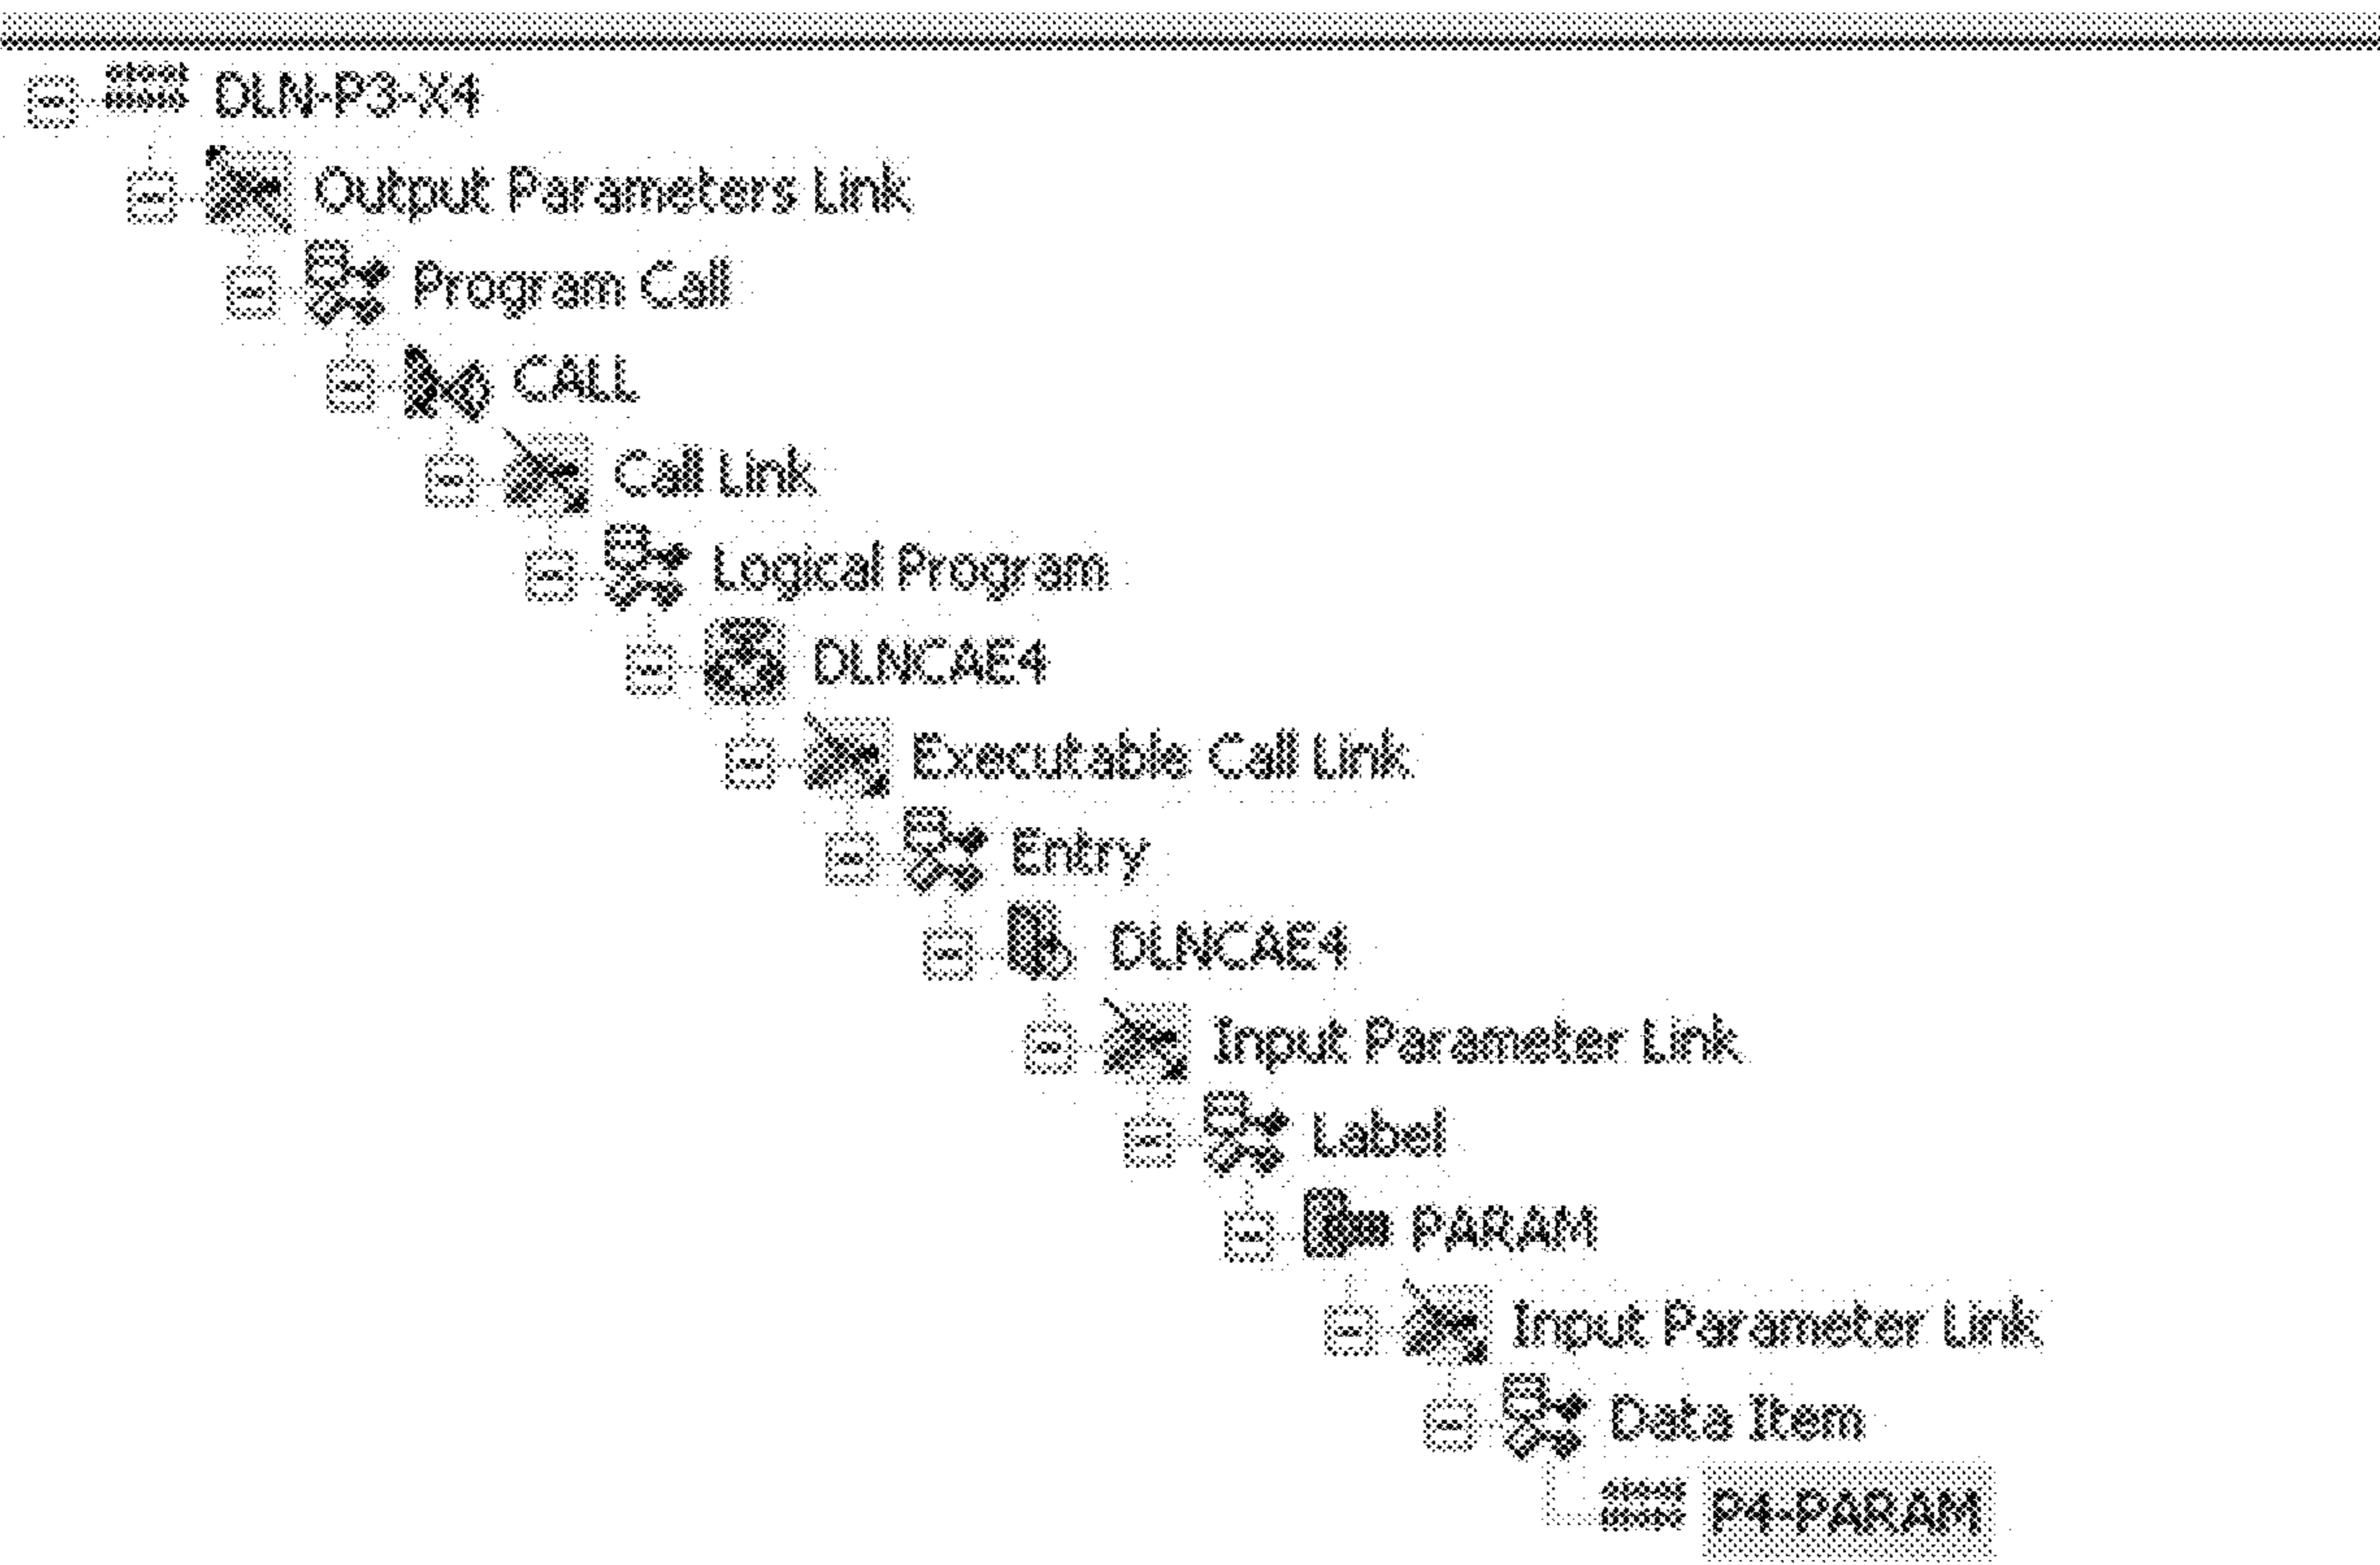 DLN-P3-X4
Output Parameters Link
Program Call
CALL
Call Link
Logical Program
DLNCAE4
Executable Call Link
Entry
DLNCAE4
Input Parameter Link
Label
PARAM
Input Parameter Link
Data Item
P4-PARAM